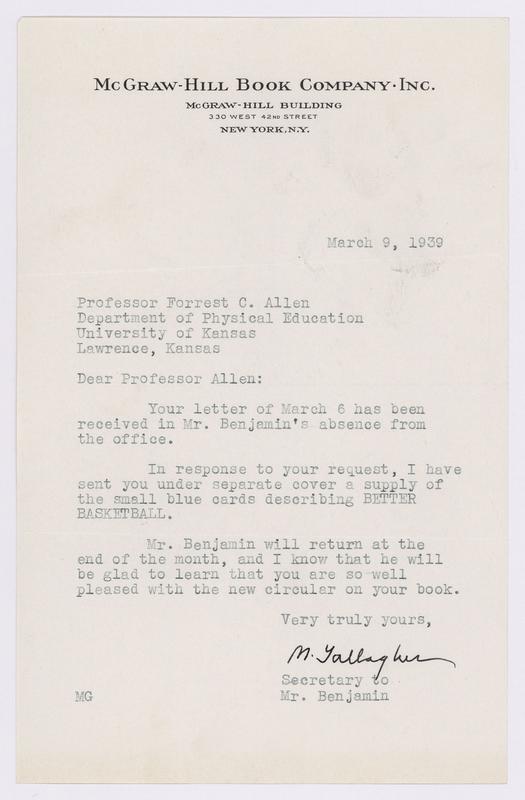 McGraw-Hill Book Company·Inc.
McGRAW-HILL BUILDING
330 WEST 42ND STREET
NEW YORK, N.Y.
March 9, 1939
Professor Forrest C. Allen
Department of Physical Education
University of Kansas
Lawrence, Kansas
Dear Professor Allen:
Your letter of March 6 has been
received in Mr. Benjamin's absence from
the office.
In response to your request, I have
sent you under separate cover a supply of
the small blue cards describing BETTER
BASKETBALL.
Mr. Benjamin will return at the
end of the month, and I know that he will
be glad to learn that you are so well
pleased with the new circular on your book.
Very truly yours,
M. Gallagher
Secretary to
MG Mr. Benjamin